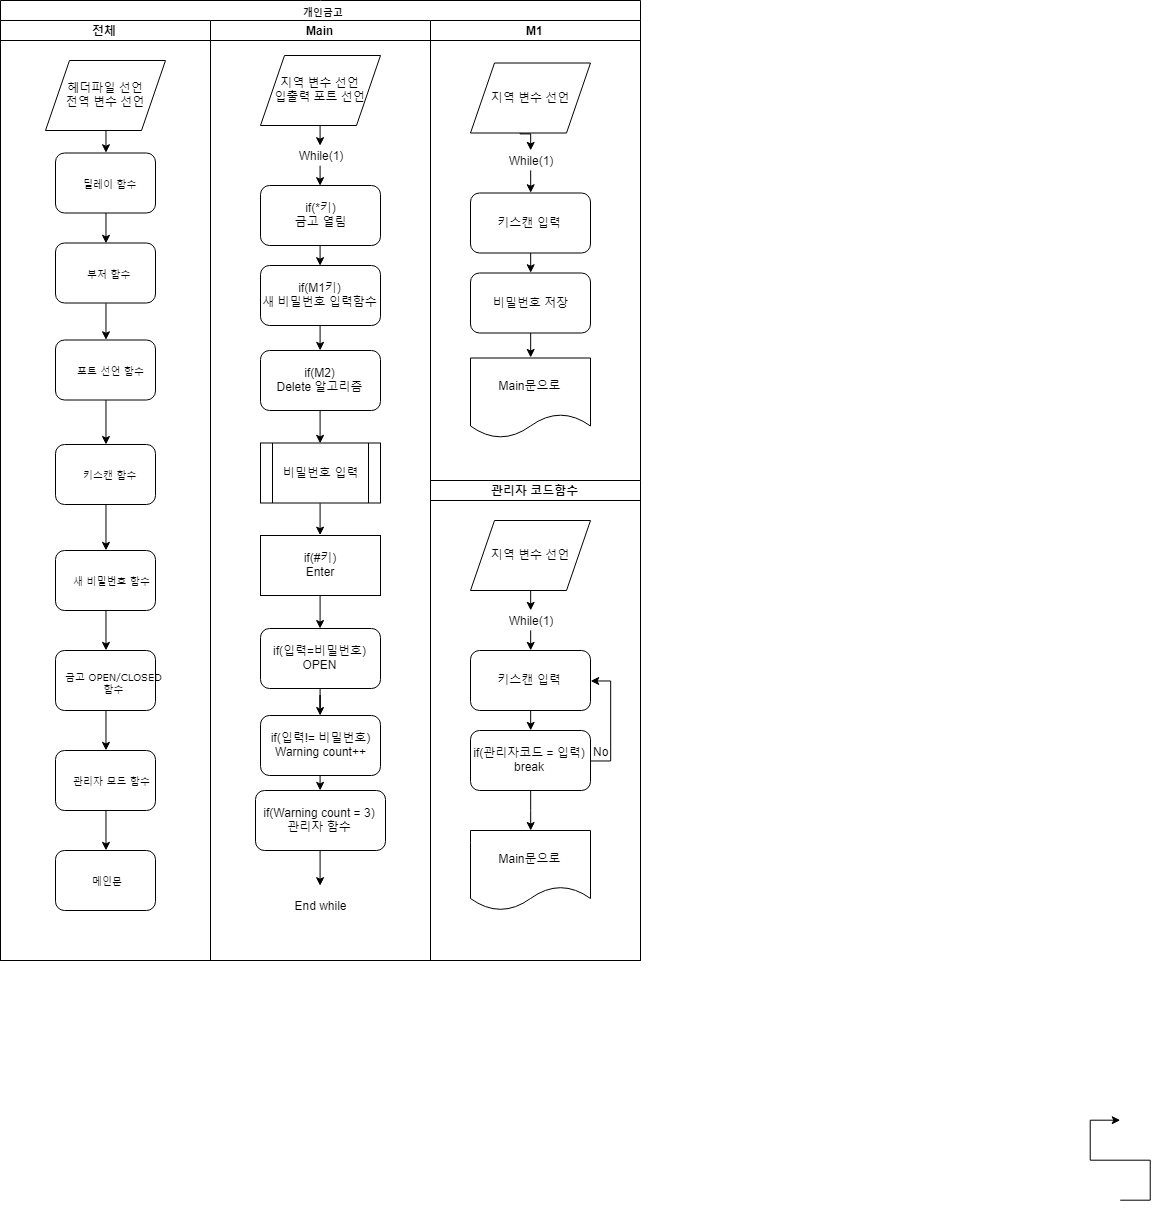 개인금고
전체
헤더파일 선언
전역 변수 선언
딜레이 함수
부저 함수
포트 선언 함수
키스캔 함수
새 비밀번호 함수
금고 OPEN/CLOSED
함수
관리자 모드 함수
메인문
Main
지역 변수 선언
입출력 포트 선언
While(1)
if(*키)
금고 열림
if(M1키)
새 비밀번호 입력함수
if(M2)
Delete 알고리즘
비밀번호 입력
if(#키)
Enter
if(입력=비밀번호)
OPEN
if(입력!= 비밀번호)
Warning count++
if(Warning count = 3)
관리자 함수
End while
M1
지역 변수 선언
While(1)
키스캔 입력
비밀번호 저장
Main문으로
관리자 코드함수
지역 변수 선언
While(1)
키스캔 입력
if(관리자코드 = 입력)
break
No
Main문으로